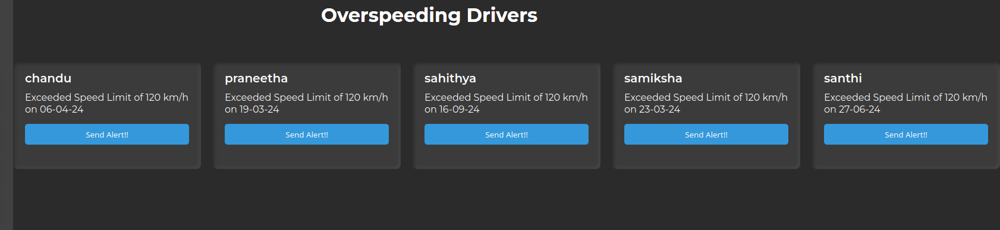 Overspeeding Drivers
chandu
Exceeded Speed Limit of 120 km/h
on 06-04-24
Send Alert!!
praneetha
Exceeded Speed Limit of 120 km/h
on 19-03-24
Send Alert!!
sahithya
Exceeded Speed Limit of 120 km/h
on 16-09-24
Send Alert!!
samiksha
Exceeded Speed Limit of 120 km/h
on 23-03-24
Send Alert!!
santhi
Exceeded Speed Limit of 120 km/h
on 27-06-24
Send Alert!!